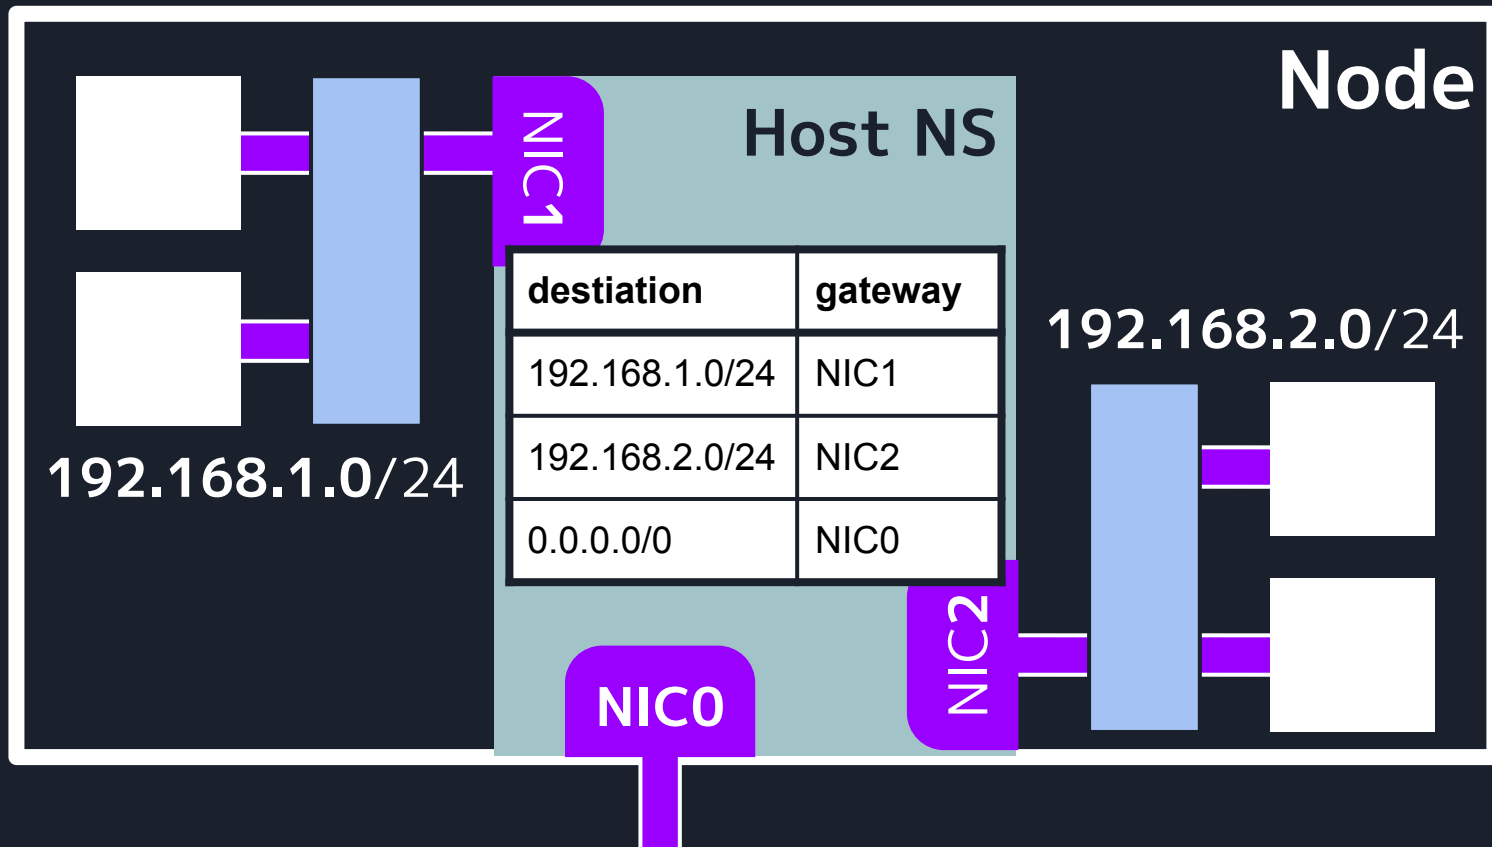 Node
Host NS
NIC1
destiation gateway
192.168.1.0/24 NIC1
192.168.2.0/24 NIC2
0.0.0.0/0 NIC0
192.168.1.0/24
192.168.2.0/24
NIC2
NIC0